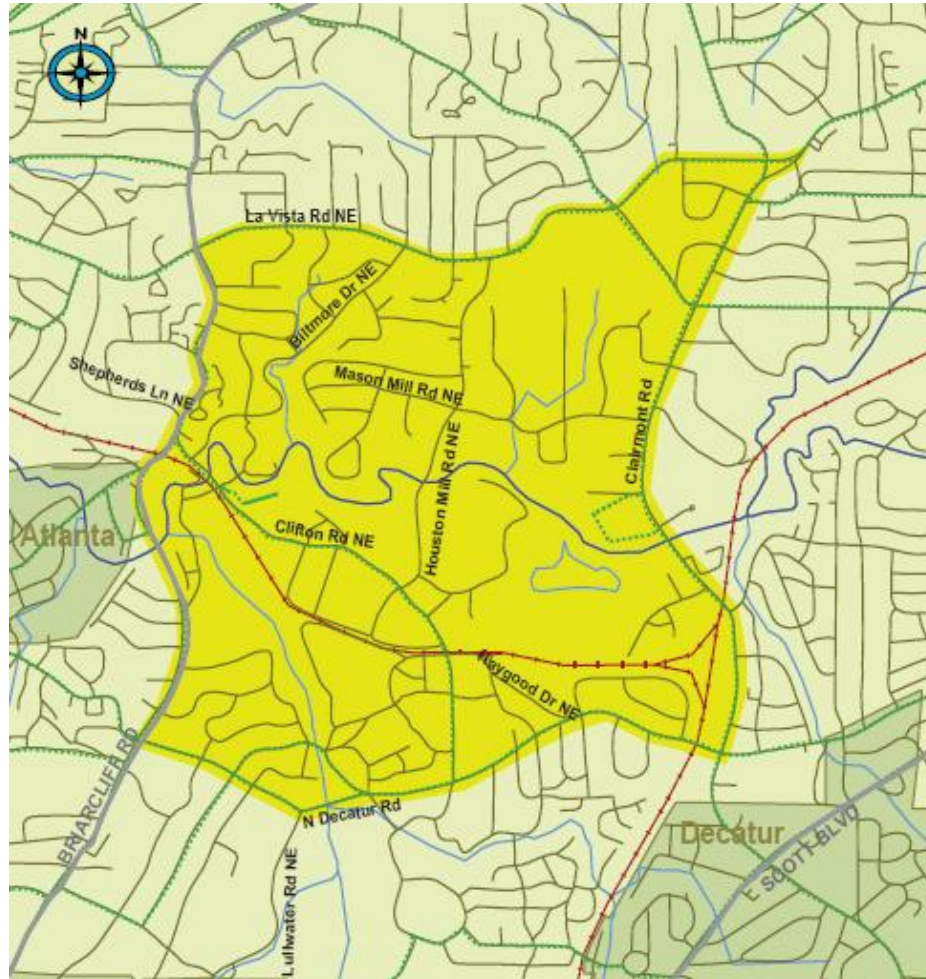 N
La Vista Rd NE
Biltmore Dr NE
Shepherds Ln NE
Mason Mill Rd NE
Clairmont Rd
Houston Mill Rd NE
Atlanta
Clifton Rd NE
Haygood Dr NE
BRIARCLIFF RD
N Decatur Rd
Decatur
E SCOTT BLVD
Lullwater Rd NE